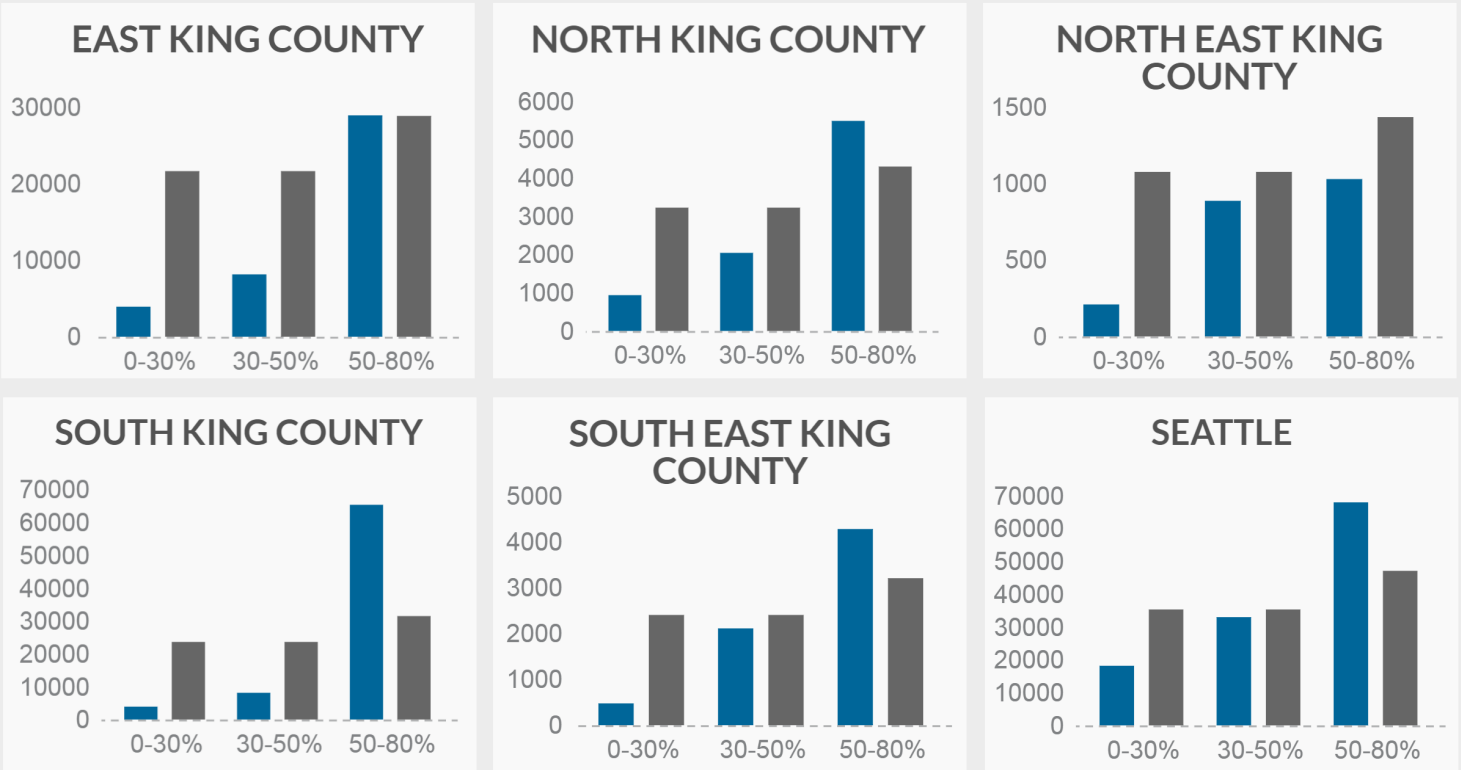 EAST KING COUNTY
30000
20000
10000
0
0-30% 30-50% 50-80%
NORTH KING COUNTY
6000
5000
4000
3000
2000
1000
0
0-30% 30-50% 50-80%
NORTH EAST KING
COUNTY
1500
1000
500
0
0-30% 30-50% 50-80%
SOUTH KING COUNTY
70000
60000
50000
40000
30000
20000
10000
0
0-30% 30-50% 50-80%
SOUTH EAST KING
COUNTY
5000
4000
3000
2000
1000
0
0-30% 30-50% 50-80%
SEATTLE
70000
60000
50000
40000
30000
20000
10000
0
0-30% 30-50% 50-80%